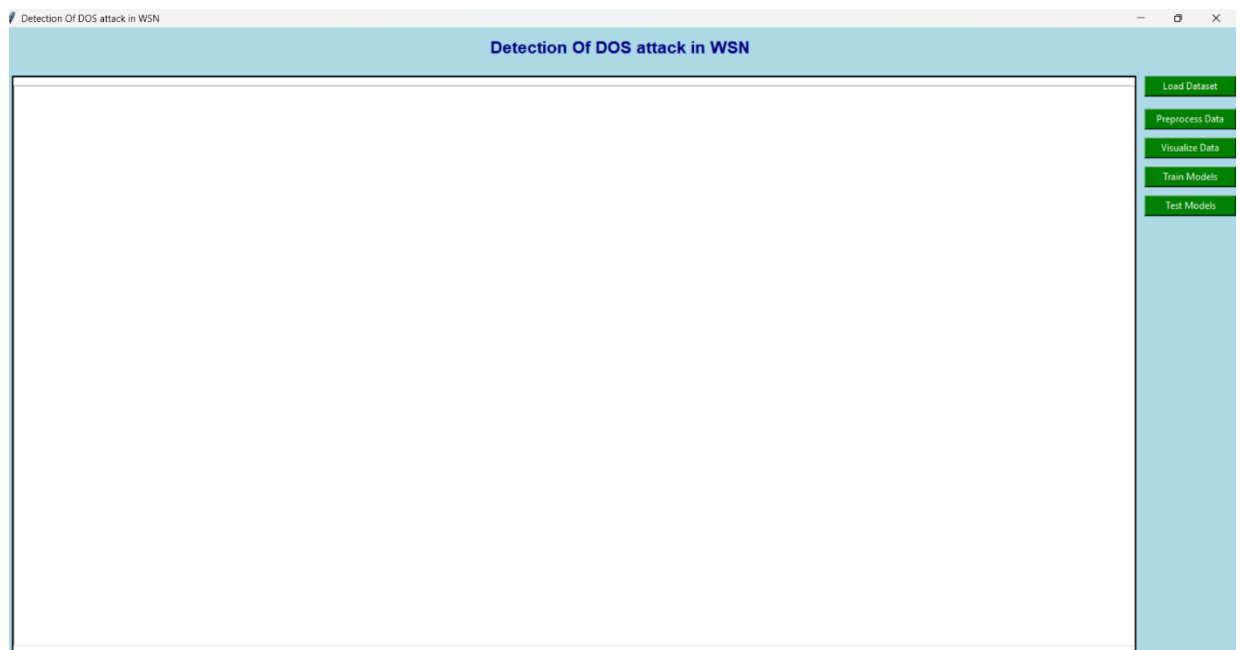 Detection Of DOS attack in WSN
Detection Of DOS attack in WSN
Load Dataset
Preprocess Data
Visualize Data
Train Models
Test Models